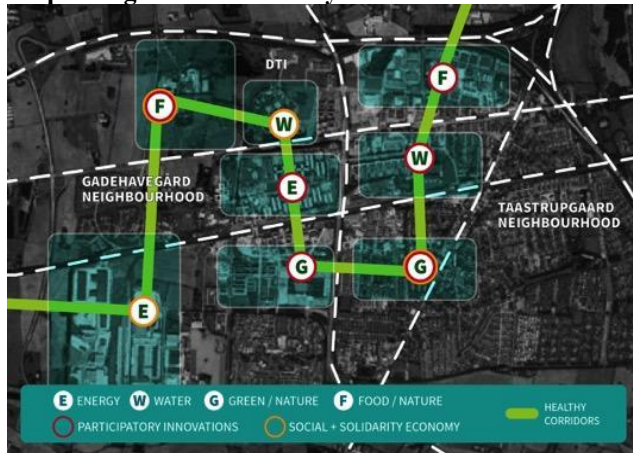 DTI
F
F
W
W
GADEHAVEGÅRD
NEIGHBOURHOOD
E
TAASTRUPGAARD
NEIGHBOURHOOD
G
G
E
E ENERGY W WATER G GREEN / NATURE F FOOD / NATURE
PARTICIPATORY INNOVATIONS SOCIAL + SOLIDARITY ECONOMY
HEALTHY
CORRIDORS